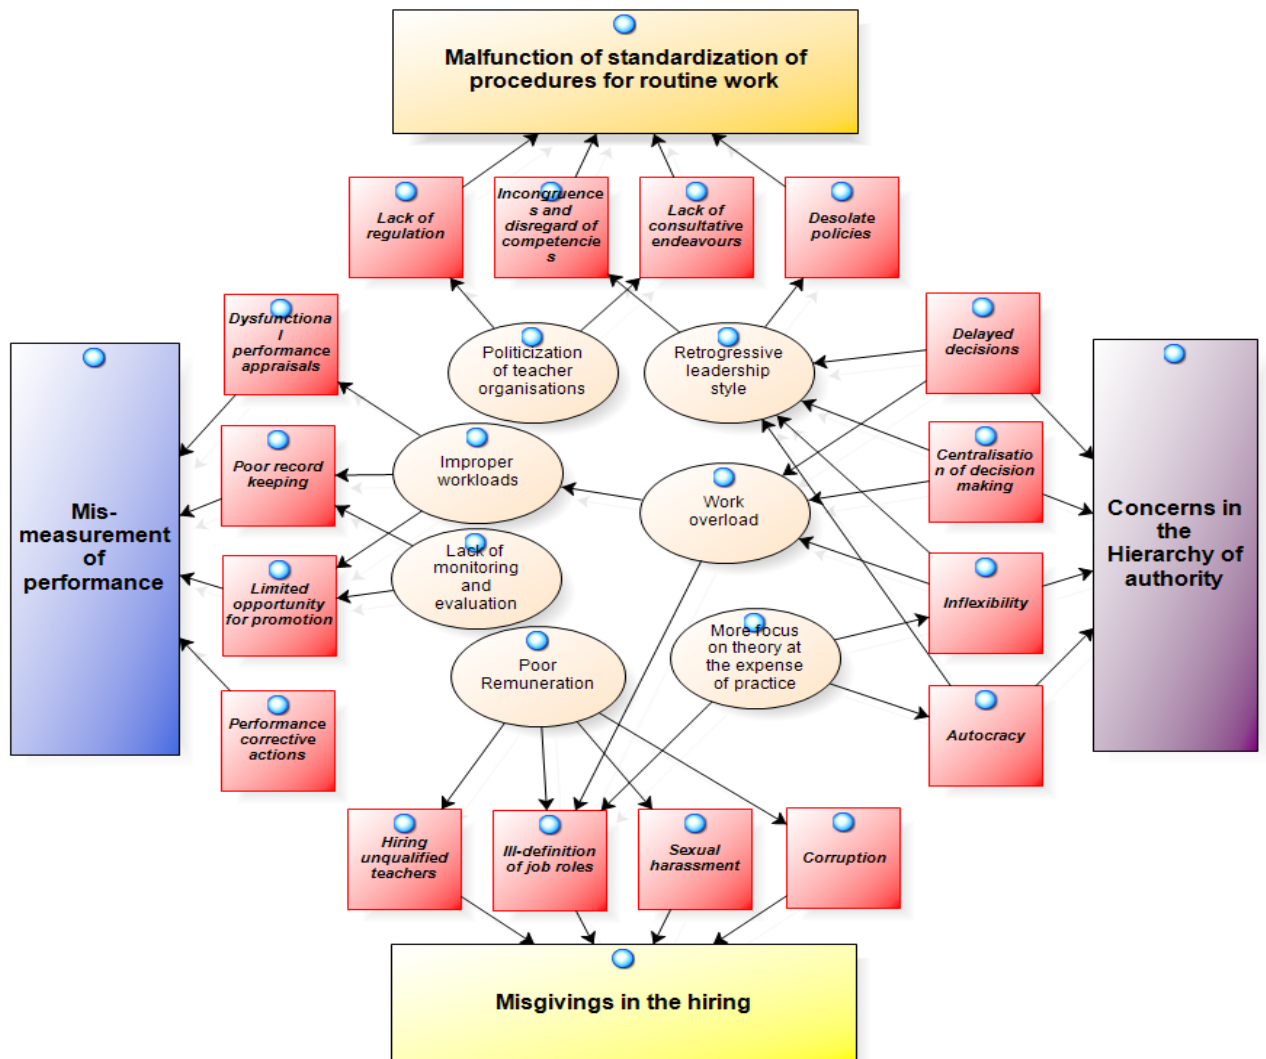 Malfunction of standardization of
procedures for routine work
Lack of
regulation
Incongruence
s and
disregard of
competencie
s
Lack of
consultative
endeavours
Desolate
policies
Dysfunctiona
l
performance
appraisals
Politicization
of teacher
organisations
Retrogressive
leadership
style
Delayed
decisions
Mis-
measurement
of
performance
Poor record
keeping
Improper
workloads
Work
overload
Centralisatio
n of decision
making
Concerns in
the
Hierarchy of
authority
Limited
opportunity
for promotion
Lack of
monitoring
and
evaluation
Inflexibility
Poor
Remuneration
More focus
on theory at
the expense
of practice
Performance
corrective
actions
Autocracy
Hiring
unqualified
teachers
Ill-definition
of job roles
Sexual
harassment
Corruption
Misgivings in the hiring